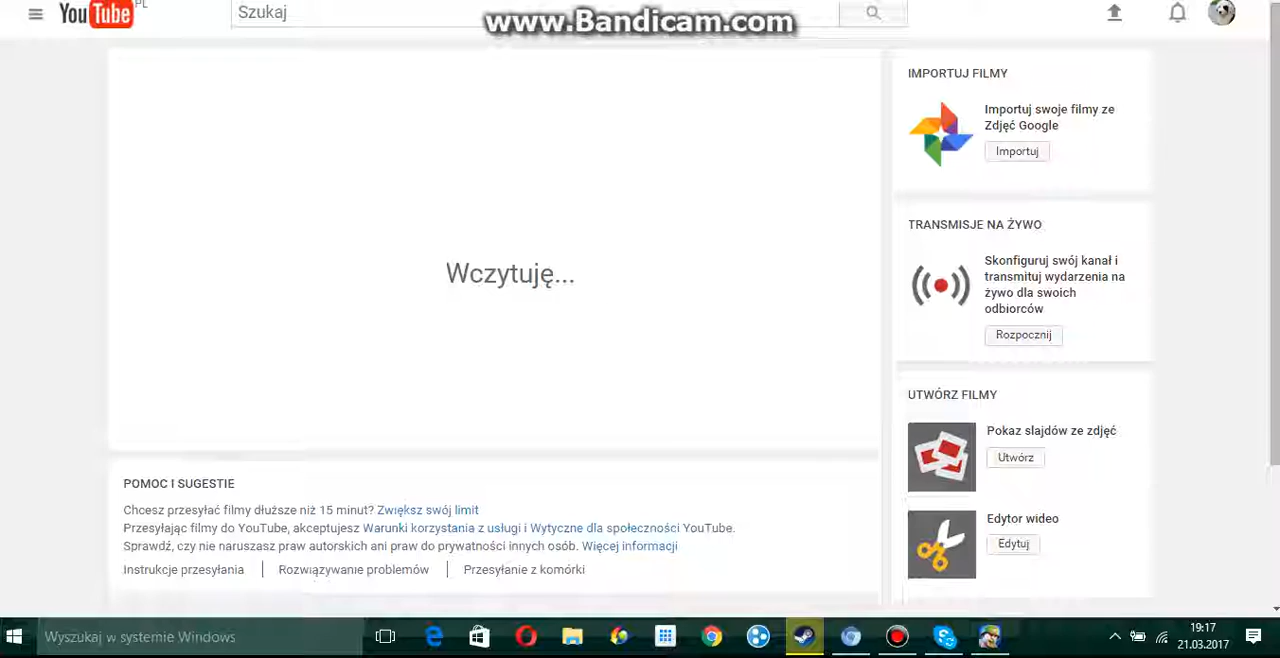 YouTube PL
Szukaj
www.Bandicam.com
IMPORTUJ FILMY
Importuj swoje filmy ze
Zdjęć Google
Importuj
TRANSMISJE NA ŻYWO
Skonfiguruj swój kanał i
transmituj wydarzenia na
żywo dla swoich
odbiorców
Rozpocznij
Wczytuję...
UTWÓRZ FILMY
Pokaz slajdów ze zdjęć
Utwórz
Edytor wideo
Edytuj
POMOC I SUGESTIE
Chcesz przesyłać filmy dłuższe niż 15 minut? Zwiększ swój limit
Przesyłając filmy do YouTube, akceptujesz Warunki korzystania z usługi i Wytyczne dla społeczności YouTube.
Sprawdź, czy nie naruszasz praw autorskich ani praw do prywatności innych osób. Więcej informacji
Instrukcje przesyłania | Rozwiązywanie problemów | Przesyłanie z komórki
Wyszukaj w systemie Windows
19:17
21.03.2017